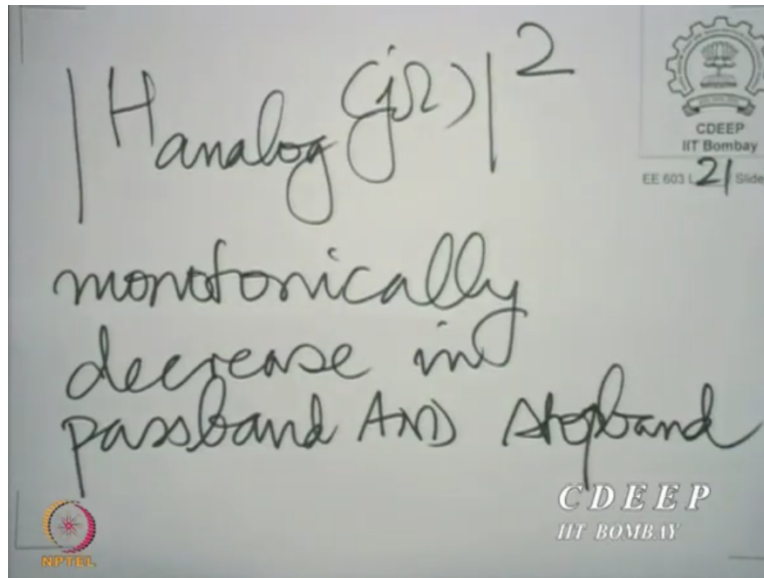 |Hanalog(jΩ)|²
monotonically
decrease in
passband AND stopband
CDEEP
IIT Bombay
EE 603 L 21 Slide
CDEEP
IIT BOMBAY
NPTEL